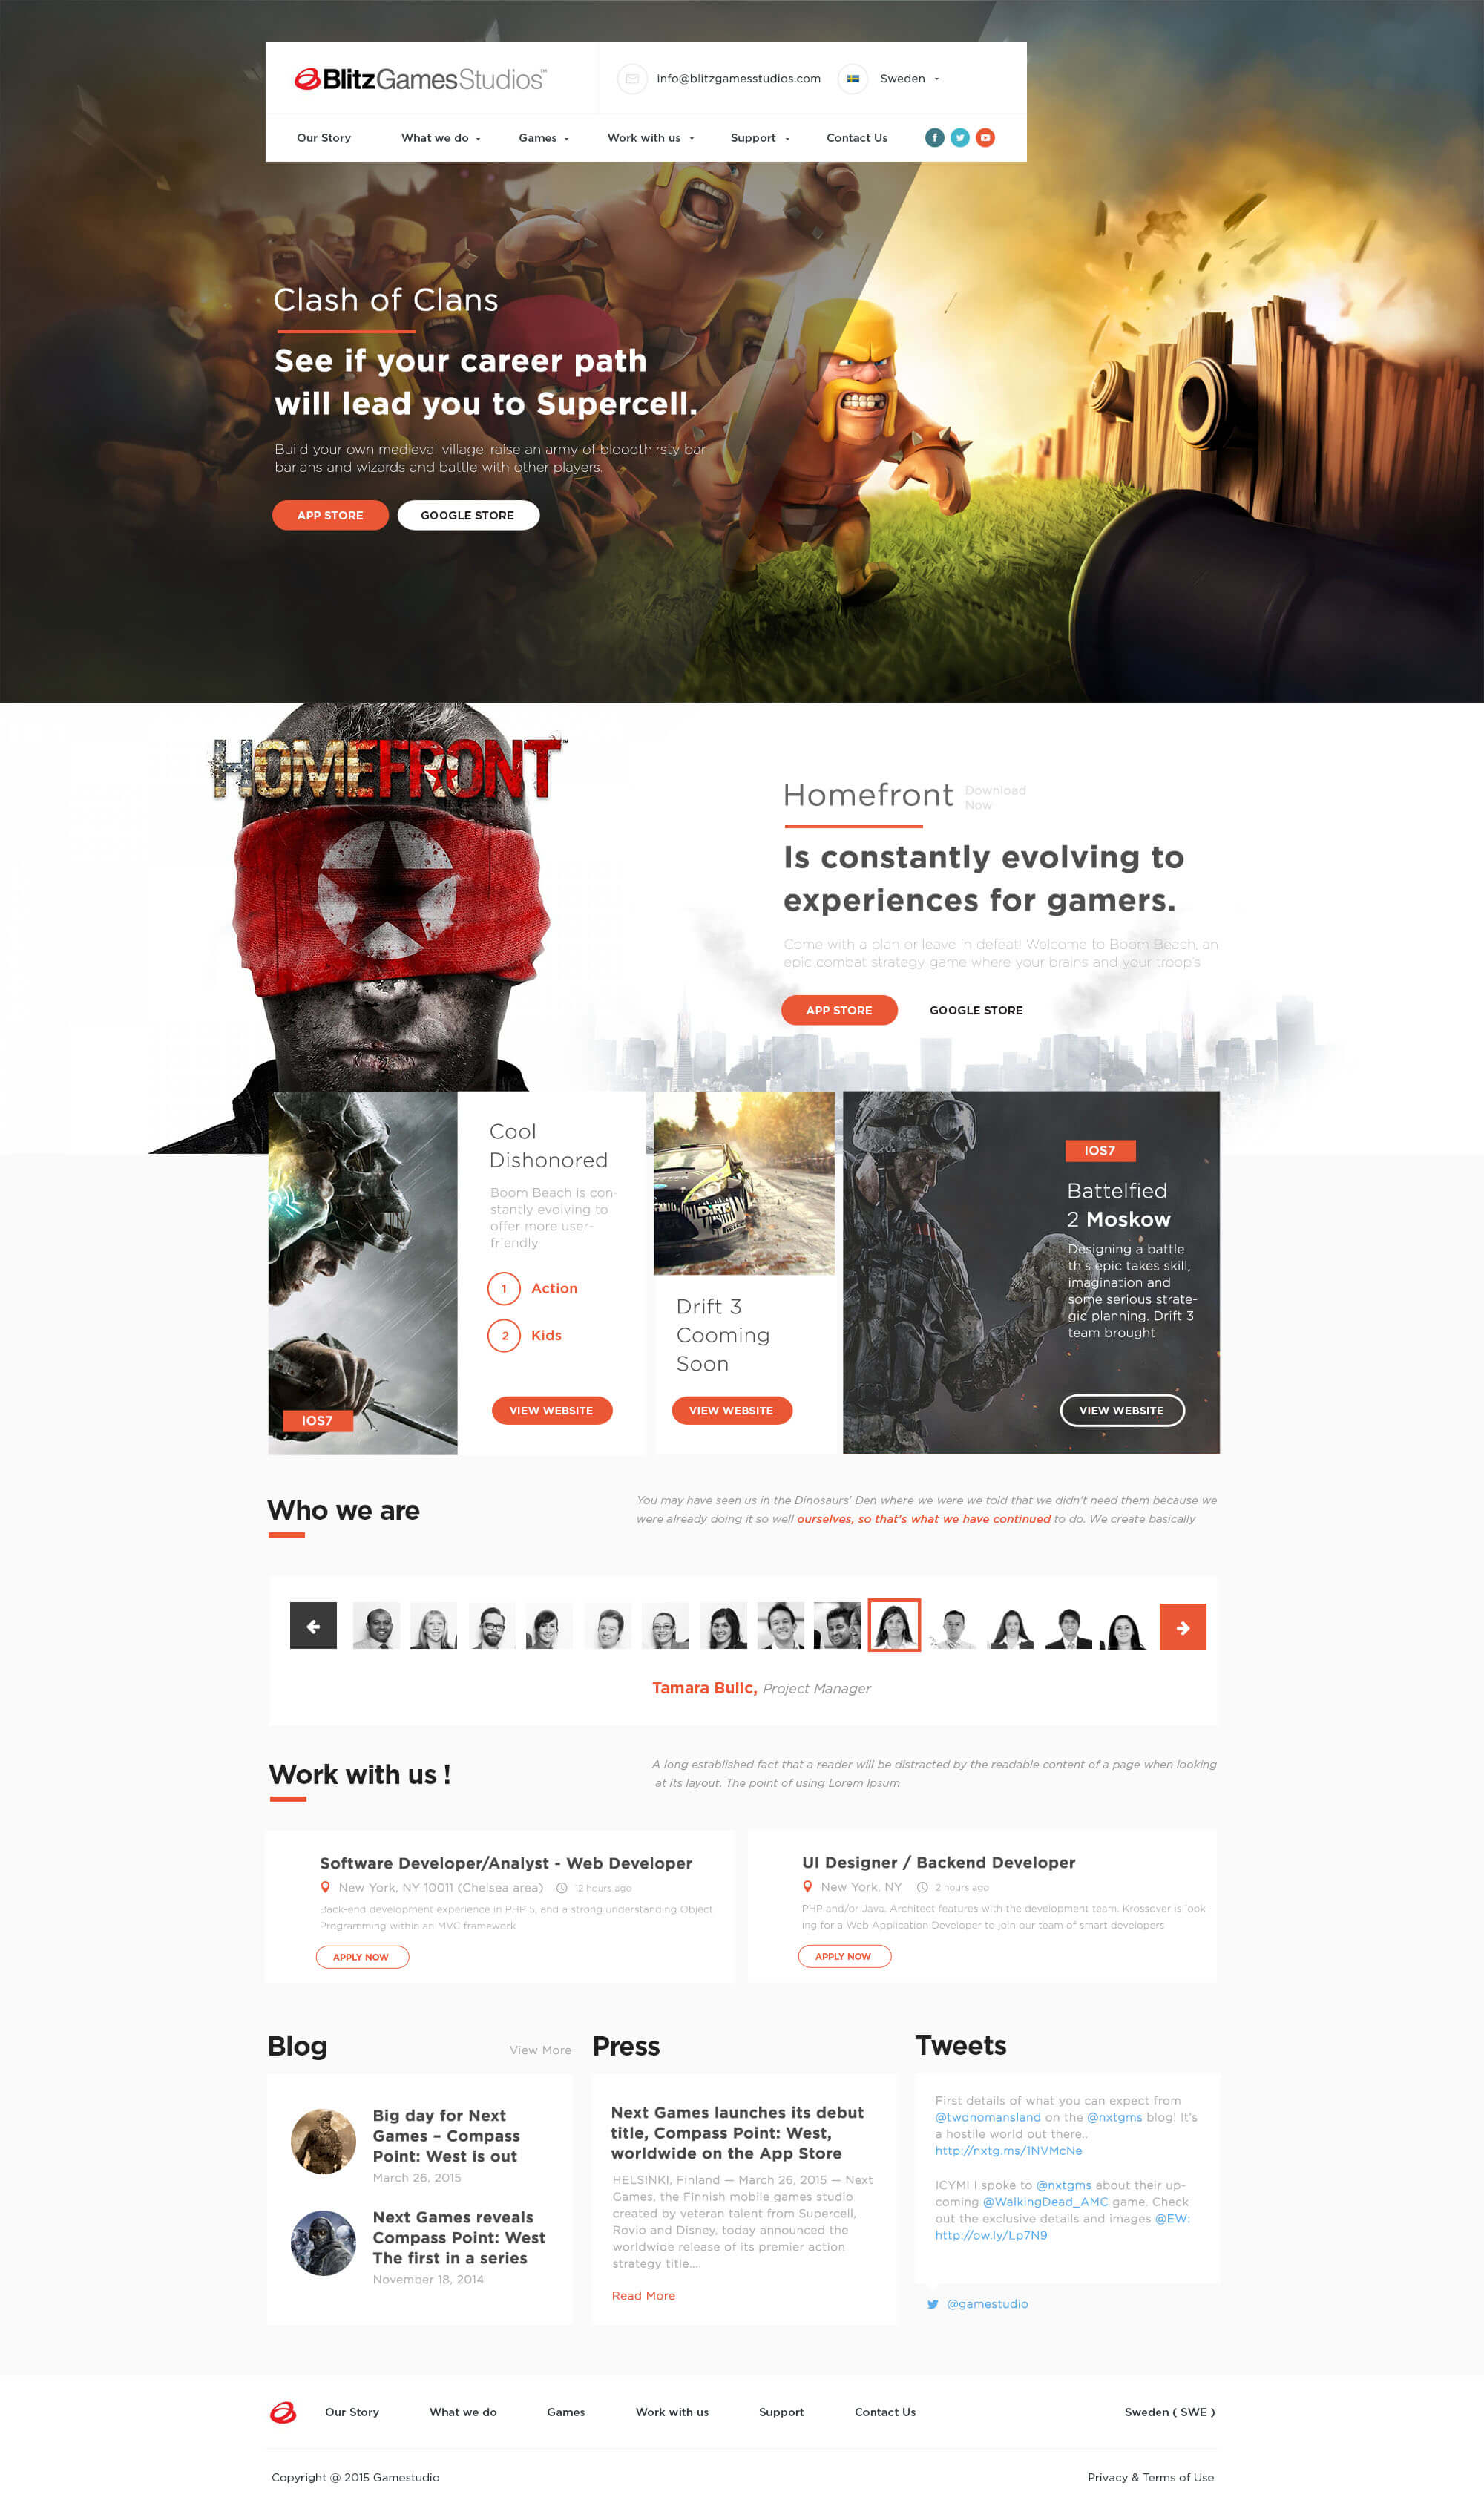 BlitzGamesStudios™
info@blitzgamesstudios.com
Sweden
Our Story
What we do
Games
Work with us
Support
Contact Us
Clash of Clans
See if your career path
will lead you to Supercell.
Build your own medieval village, raise an army of bloodthirsty bar-
barians and wizards and battle with other players.
APP STORE
GOOGLE STORE
HOMEFRONT™
Homefront
Download
Now
Is constantly evolving to
experiences for gamers.
Come with a plan or leave in defeat! Welcome to Boom Beach, an
epic combat strategy game where your brains and your troop's
APP STORE
GOOGLE STORE
IOS7
Cool
Dishonored
Boom Beach is con-
stantly evolving to
offer more user-
friendly
1 Action
2 Kids
VIEW WEBSITE
DiRT3
Drift 3
Cooming
Soon
VIEW WEBSITE
IOS7
Battelfied
2 Moskow
Designing a battle
this epic takes skill,
imagination and
some serious strate-
gic planning. Drift 3
team brought
VIEW WEBSITE
Who we are
You may have seen us in the Dinosaurs' Den where we were we told that we didn't need them because we
were already doing it so well ourselves, so that's what we have continued to do. We create basically
Tamara Bullc, Project Manager
Work with us !
A long established fact that a reader will be distracted by the readable content of a page when looking
at its layout. The point of using Lorem Ipsum
Software Developer/Analyst - Web Developer
New York, NY 10011 (Chelsea area)
12 hours ago
Back-end development experience in PHP 5, and a strong understanding Object
Programming within an MVC framework
APPLY NOW
UI Designer / Backend Developer
New York, NY
2 hours ago
PHP and/or Java. Architect features with the development team. Krossover is look-
ing for a Web Application Developer to join our team of smart developers
APPLY NOW
Blog
View More
Big day for Next
Games – Compass
Point: West is out
March 26, 2015
Next Games reveals
Compass Point: West
The first in a series
November 18, 2014
Press
Next Games launches its debut
title, Compass Point: West,
worldwide on the App Store
HELSINKI, Finland — March 26, 2015 — Next
Games, the Finnish mobile games studio
created by veteran talent from Supercell,
Rovio and Disney, today announced the
worldwide release of its premier action
strategy title....
Read More
Tweets
First details of what you can expect from
@twdnomansland on the @nxtgms blog! It's
a hostile world out there..
http://nxtg.ms/1NVMcNe
ICYMI I spoke to @nxtgms about their up-
coming @WalkingDead_AMC game. Check
out the exclusive details and images @EW:
http://ow.ly/Lp7N9
@gamestudio
Our Story
What we do
Games
Work with us
Support
Contact Us
Sweden ( SWE )
Copyright @ 2015 Gamestudio
Privacy & Terms of Use